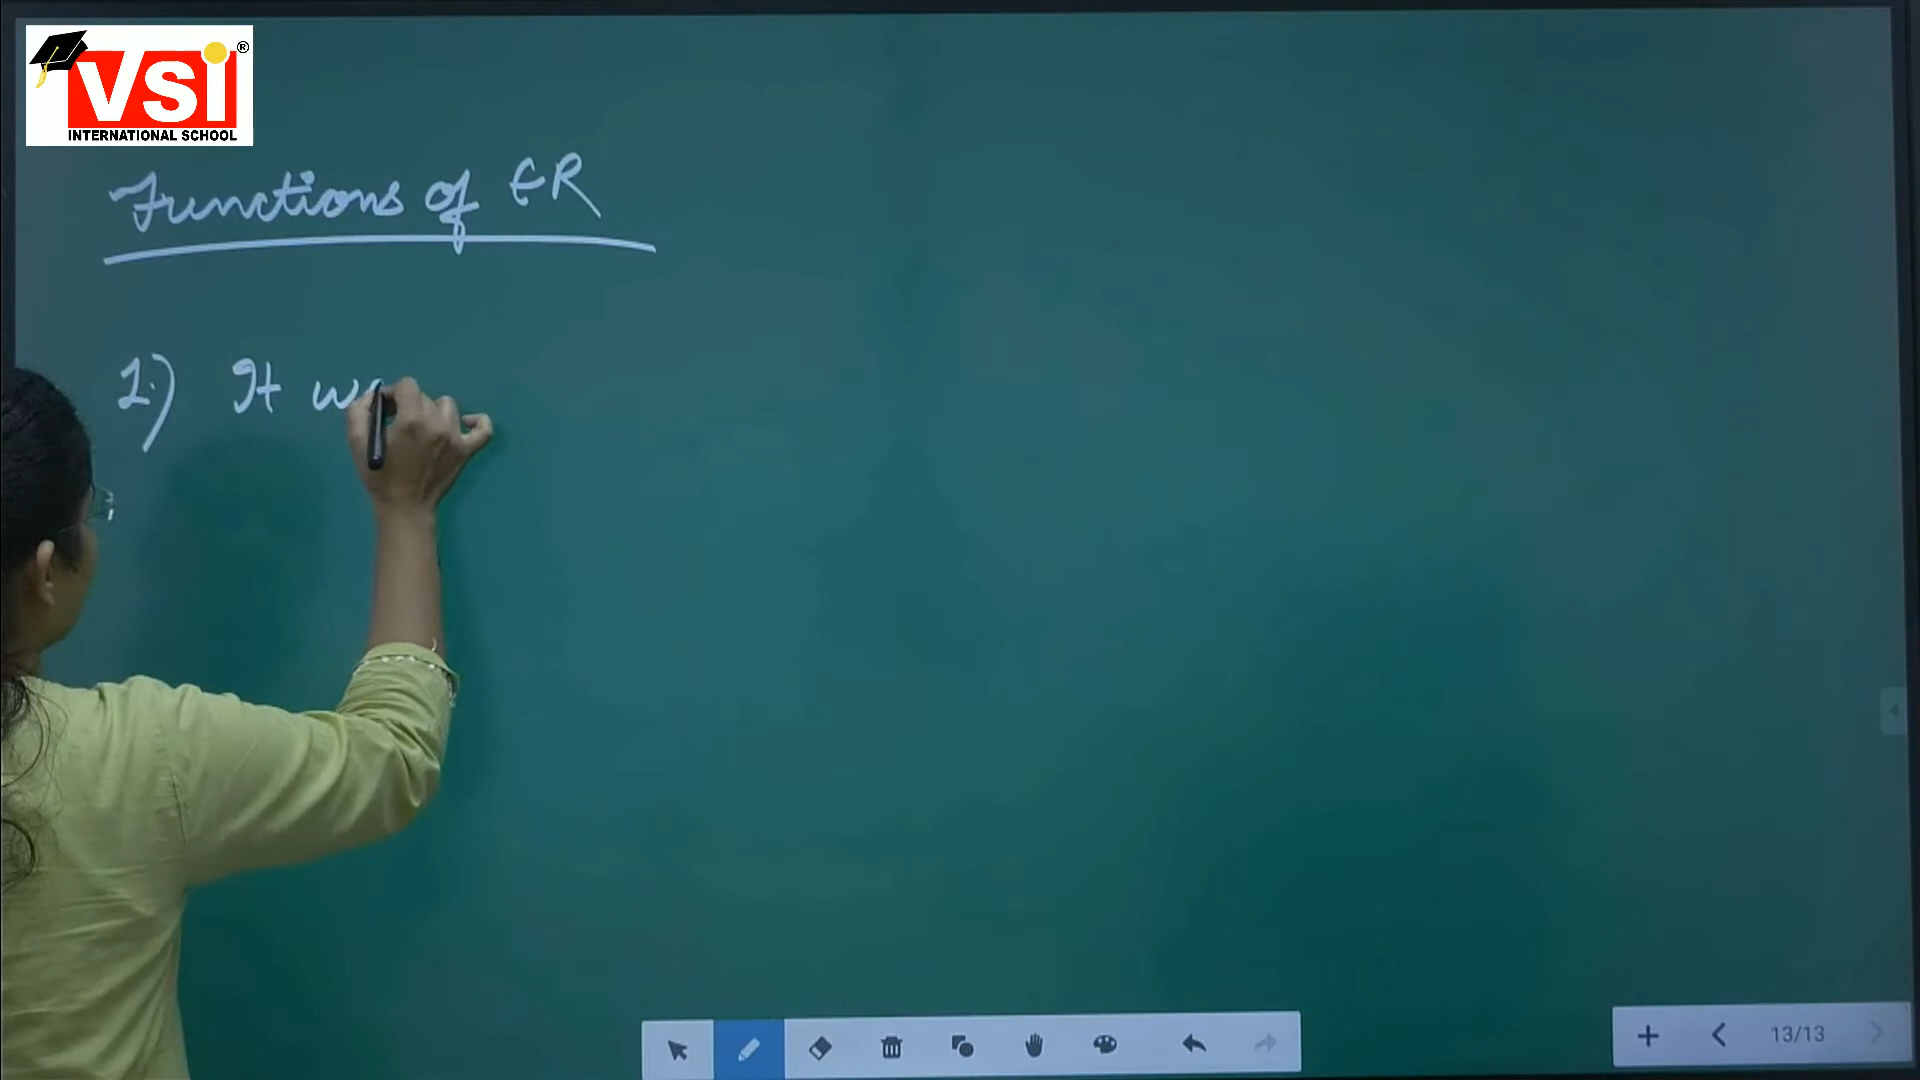 VSI®
INTERNATIONAL SCHOOL
Functions of ER
1.) It
13/13